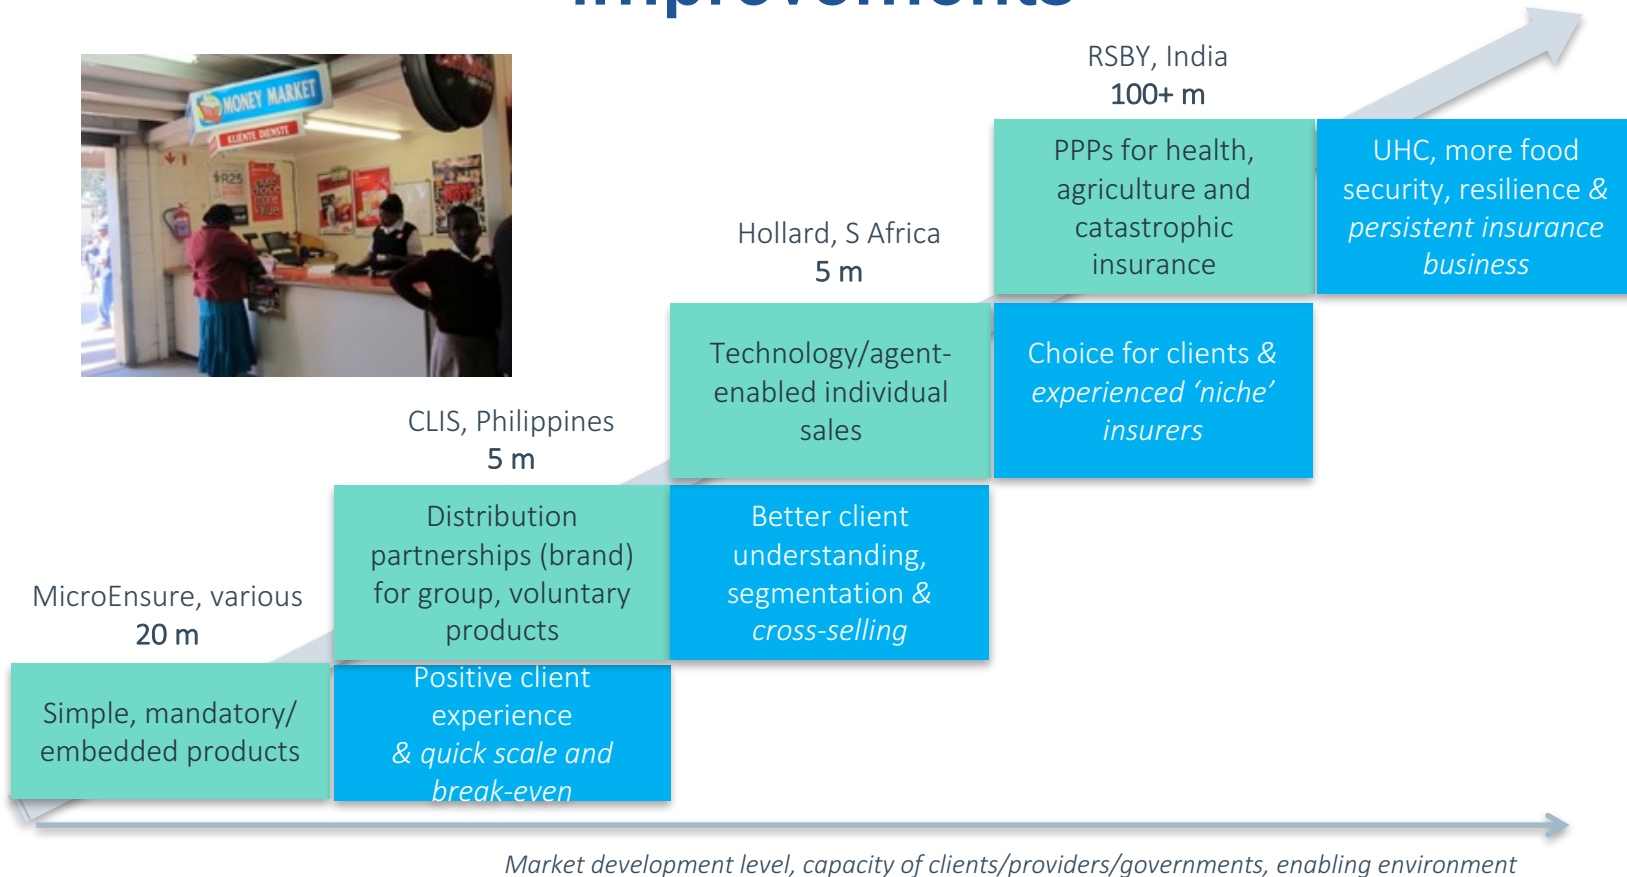 improvements
MONEY MARKET
KLIËNTE DIENSTE
R25
RSBY, India
100+ m
PPPs for health,
agriculture and
catastrophic
insurance
UHC, more food
security, resilience &
persistent insurance
business
Hollard, S Africa
5 m
Technology/agent-
enabled individual
sales
Choice for clients &
experienced ‘niche’
insurers
CLIS, Philippines
5 m
Distribution
partnerships (brand)
for group, voluntary
products
Better client
understanding,
segmentation &
cross-selling
MicroEnsure, various
20 m
Simple, mandatory/
embedded products
Positive client
experience
& quick scale and
break-even
Market development level, capacity of clients/providers/governments, enabling environment